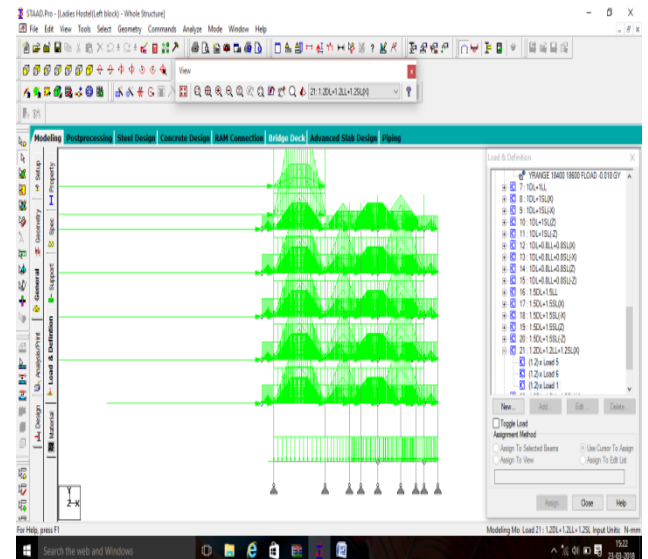 STAAD.Pro - [Ladies Hostel(Left block) - Whole Structure]
File Edit View Tools Select Geometry Commands Analyze Mode Window Help
View
21: 1.2DL+1.2LL+1.2SL(X)
Modeling Postprocessing Steel Design Concrete Design RAM Connection Bridge Deck Advanced Slab Design Piping
Setup
Geometry
General
Analysis/Print
Design
Property
Spec
Support
Load & Definition
Material
Y
Z X
Load & Definition
YRANGE 18400 18600 FLOAD -0.018 GY
7 : 1DL+1LL
8 : 1DL+1SL(X)
9 : 1DL+1SL(-X)
10 : 1DL+1SL(Z)
11 : 1DL+1SL(-Z)
12 : 1DL+0.8LL+0.8SL(X)
13 : 1DL+0.8LL+0.8SL(-X)
14 : 1DL+0.8LL+0.8SL(Z)
15 : 1DL+0.8LL+0.8SL(-Z)
16 : 1.5DL+1.5LL
17 : 1.5DL+1.5SL(X)
18 : 1.5DL+1.5SL(-X)
19 : 1.5DL+1.5SL(Z)
20 : 1.5DL+1.5SL(-Z)
21 : 1.2DL+1.2LL+1.2SL(X)
(1.2) x Load 5
(1.2) x Load 6
(1.2) x Load 1
New... Add... Edit... Delete...
Toggle Load
Assignment Method
Assign To Selected Beams Use Cursor To Assign
Assign To View Assign To Edit List
Assign Close Help
For Help, press F1
Modeling Mo Load 21 : 1.2DL+1.2LL+1.2SL Input Units: N-mm
Search the web and Windows
15:22
23-03-2018